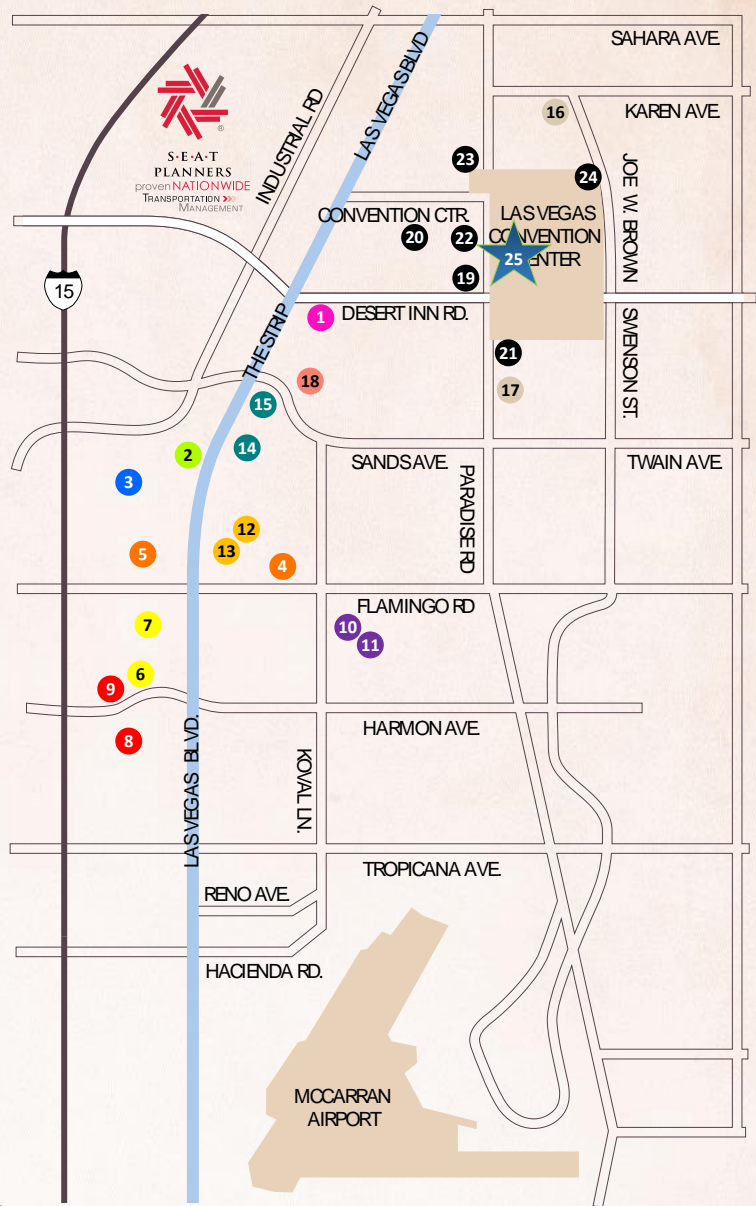 SAHARA AVE.
LAS VEGAS BLVD
INDUSTRIAL RD
®
S·E·A·T
PLANNERS
proven NATIONWIDE
TRANSPORTATION >>>
MANAGEMENT
16
KAREN AVE.
23
24
JOE W. BROWN
CONVENTION CTR.
LAS VEGAS
CONVENTION
ENTER
20
22
25
19
15
1
DESERT INN RD.
THE STRIP
21
18
17
SWENSON ST.
15
14
2
3
SANDS AVE.
TWAIN AVE.
PARADISE RD
12
13
5
4
FLAMINGO RD
7
10
11
6
9
8
HARMON AVE.
LAS VEGAS BLVD.
KOVAL LN.
TROPICANA AVE.
RENO AVE.
HACIENDA RD.
MCCARRAN
AIRPORT